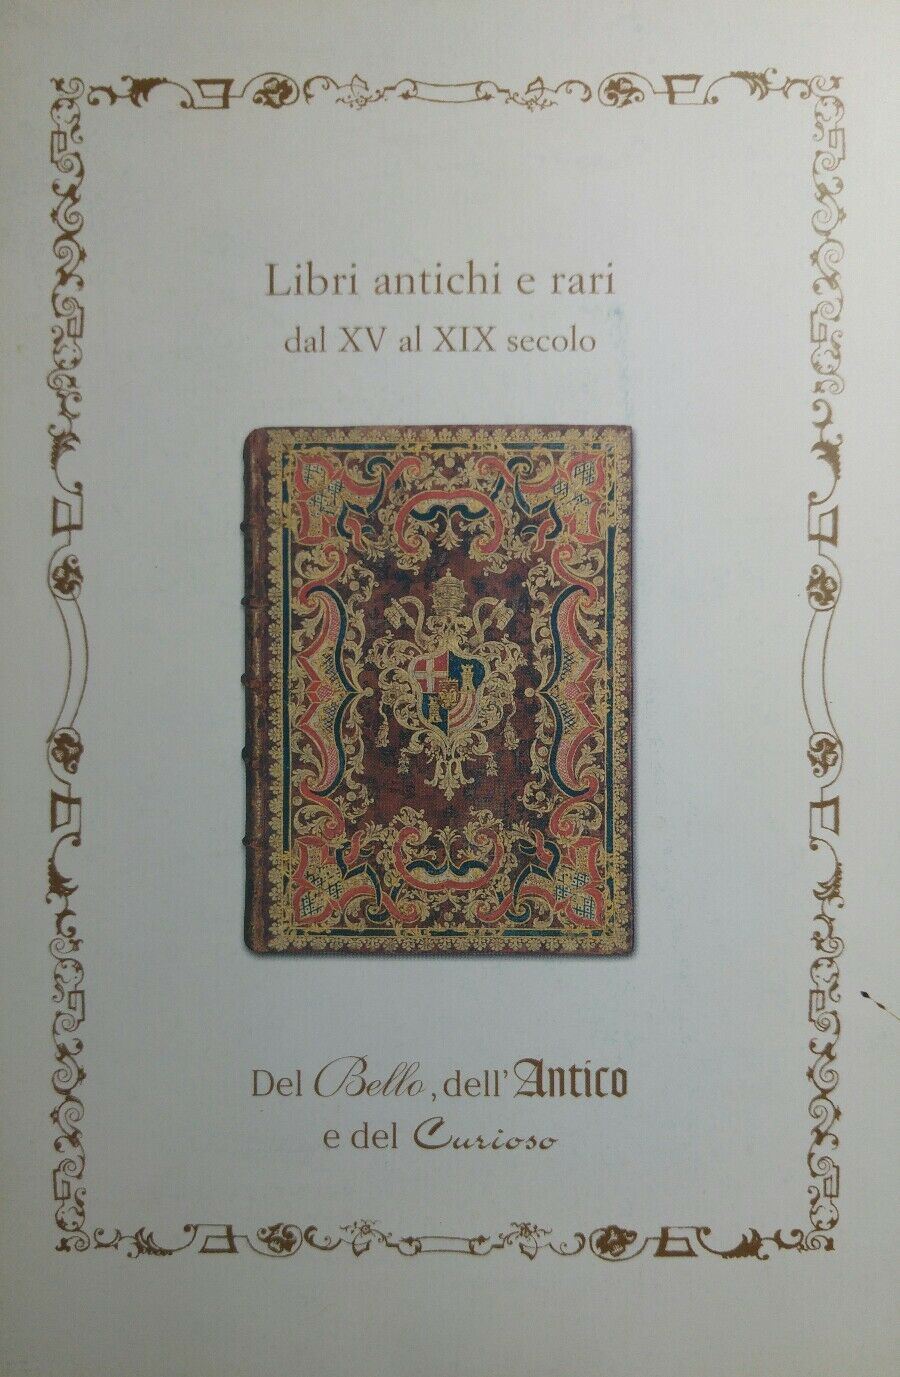 Libri antichi e rari
dal XV al XIX secolo
Del Bello, dell'Antico
e del Curioso